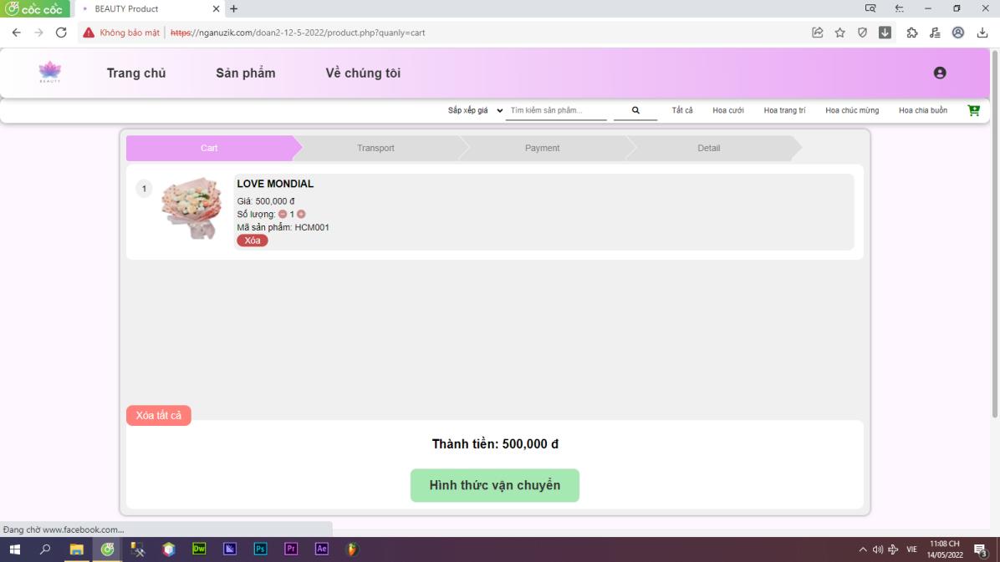 cốc cốc
BEAUTY Product
Không bảo mật
https://nganuzik.com/doan2-12-5-2022/product.php?quanly=cart
BEAUTY
Trang chủ
Sản phẩm
Về chúng tôi
Sắp xếp giá
Tìm kiếm sản phẩm...
Tất cả
Hoa cưới
Hoa trang trí
Hoa chúc mừng
Hoa chia buồn
Cart
Transport
Payment
Detail
1
LOVE MONDIAL
Giá: 500,000 đ
Số lượng: 1
Mã sản phẩm: HCM001
Xóa
Xóa tất cả
Thành tiền: 500,000 đ
Hình thức vận chuyển
Đang chờ www.facebook.com...
Dw
Ps
Pr
Ae
VIE
11:08 CH
14/05/2022
3